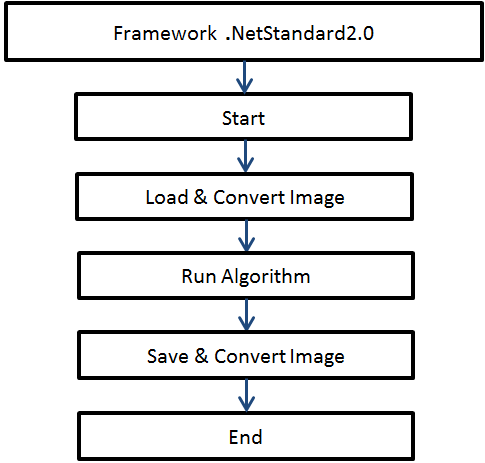 Framework .NetStandard2.0
Start
Load & Convert Image
Run Algorithm
Save & Convert Image
End